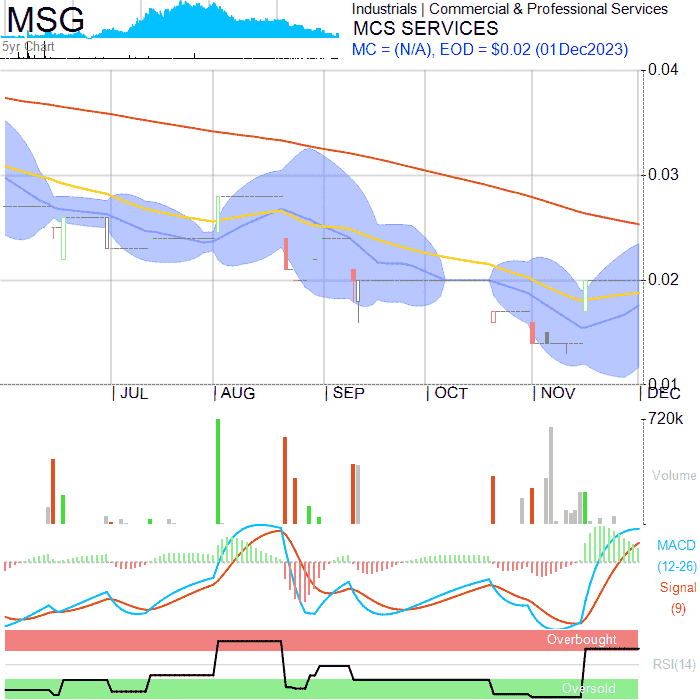 MSG
5yr Chart
Industrials | Commercial & Professional Services
MCS SERVICES
MC = (N/A), EOD = $0.02 (01Dec2023)
0.04
0.03
0.02
0.01
JUL
AUG
SEP
OCT
NOV
DEC
720k
Volume
MACD
(12-26)
Signal
(9)
Overbought
RSI(14)
Oversold